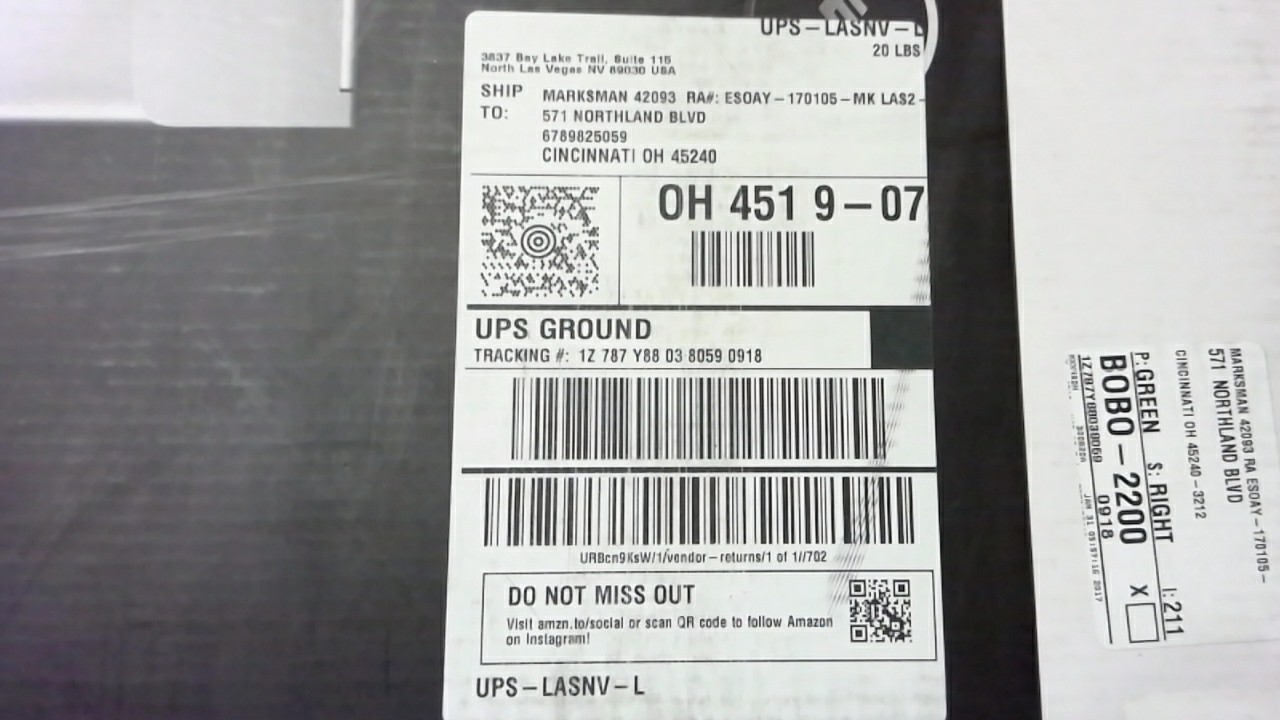 UPS-LASNV-L
20 LBS
3837 Bay Lake Trail, Suite 115
North Las Vegas NV 89030 USA
SHIP
TO:
MARKSMAN 42093 RA#: ESOAY-170105-MK LAS2-
571 NORTHLAND BLVD
6789825059
CINCINNATI OH 45240
OH 451 9-07
UPS GROUND
TRACKING #: 1Z 787 Y88 03 8059 0918
URBcn9KsW/1/vendor-returns/1 of 1//702
DO NOT MISS OUT
Visit amzn.to/social or scan QR code to follow Amazon
on Instagram!
UPS-LASNV-L
MARKSMAN 42093 RA ESOAY-170105-
571 NORTHLAND BLVD
CINCINNATI OH 45240-3212
P: GREEN S: RIGHT I: 211
BOBO-2200 X
0918
JAN 31 2017